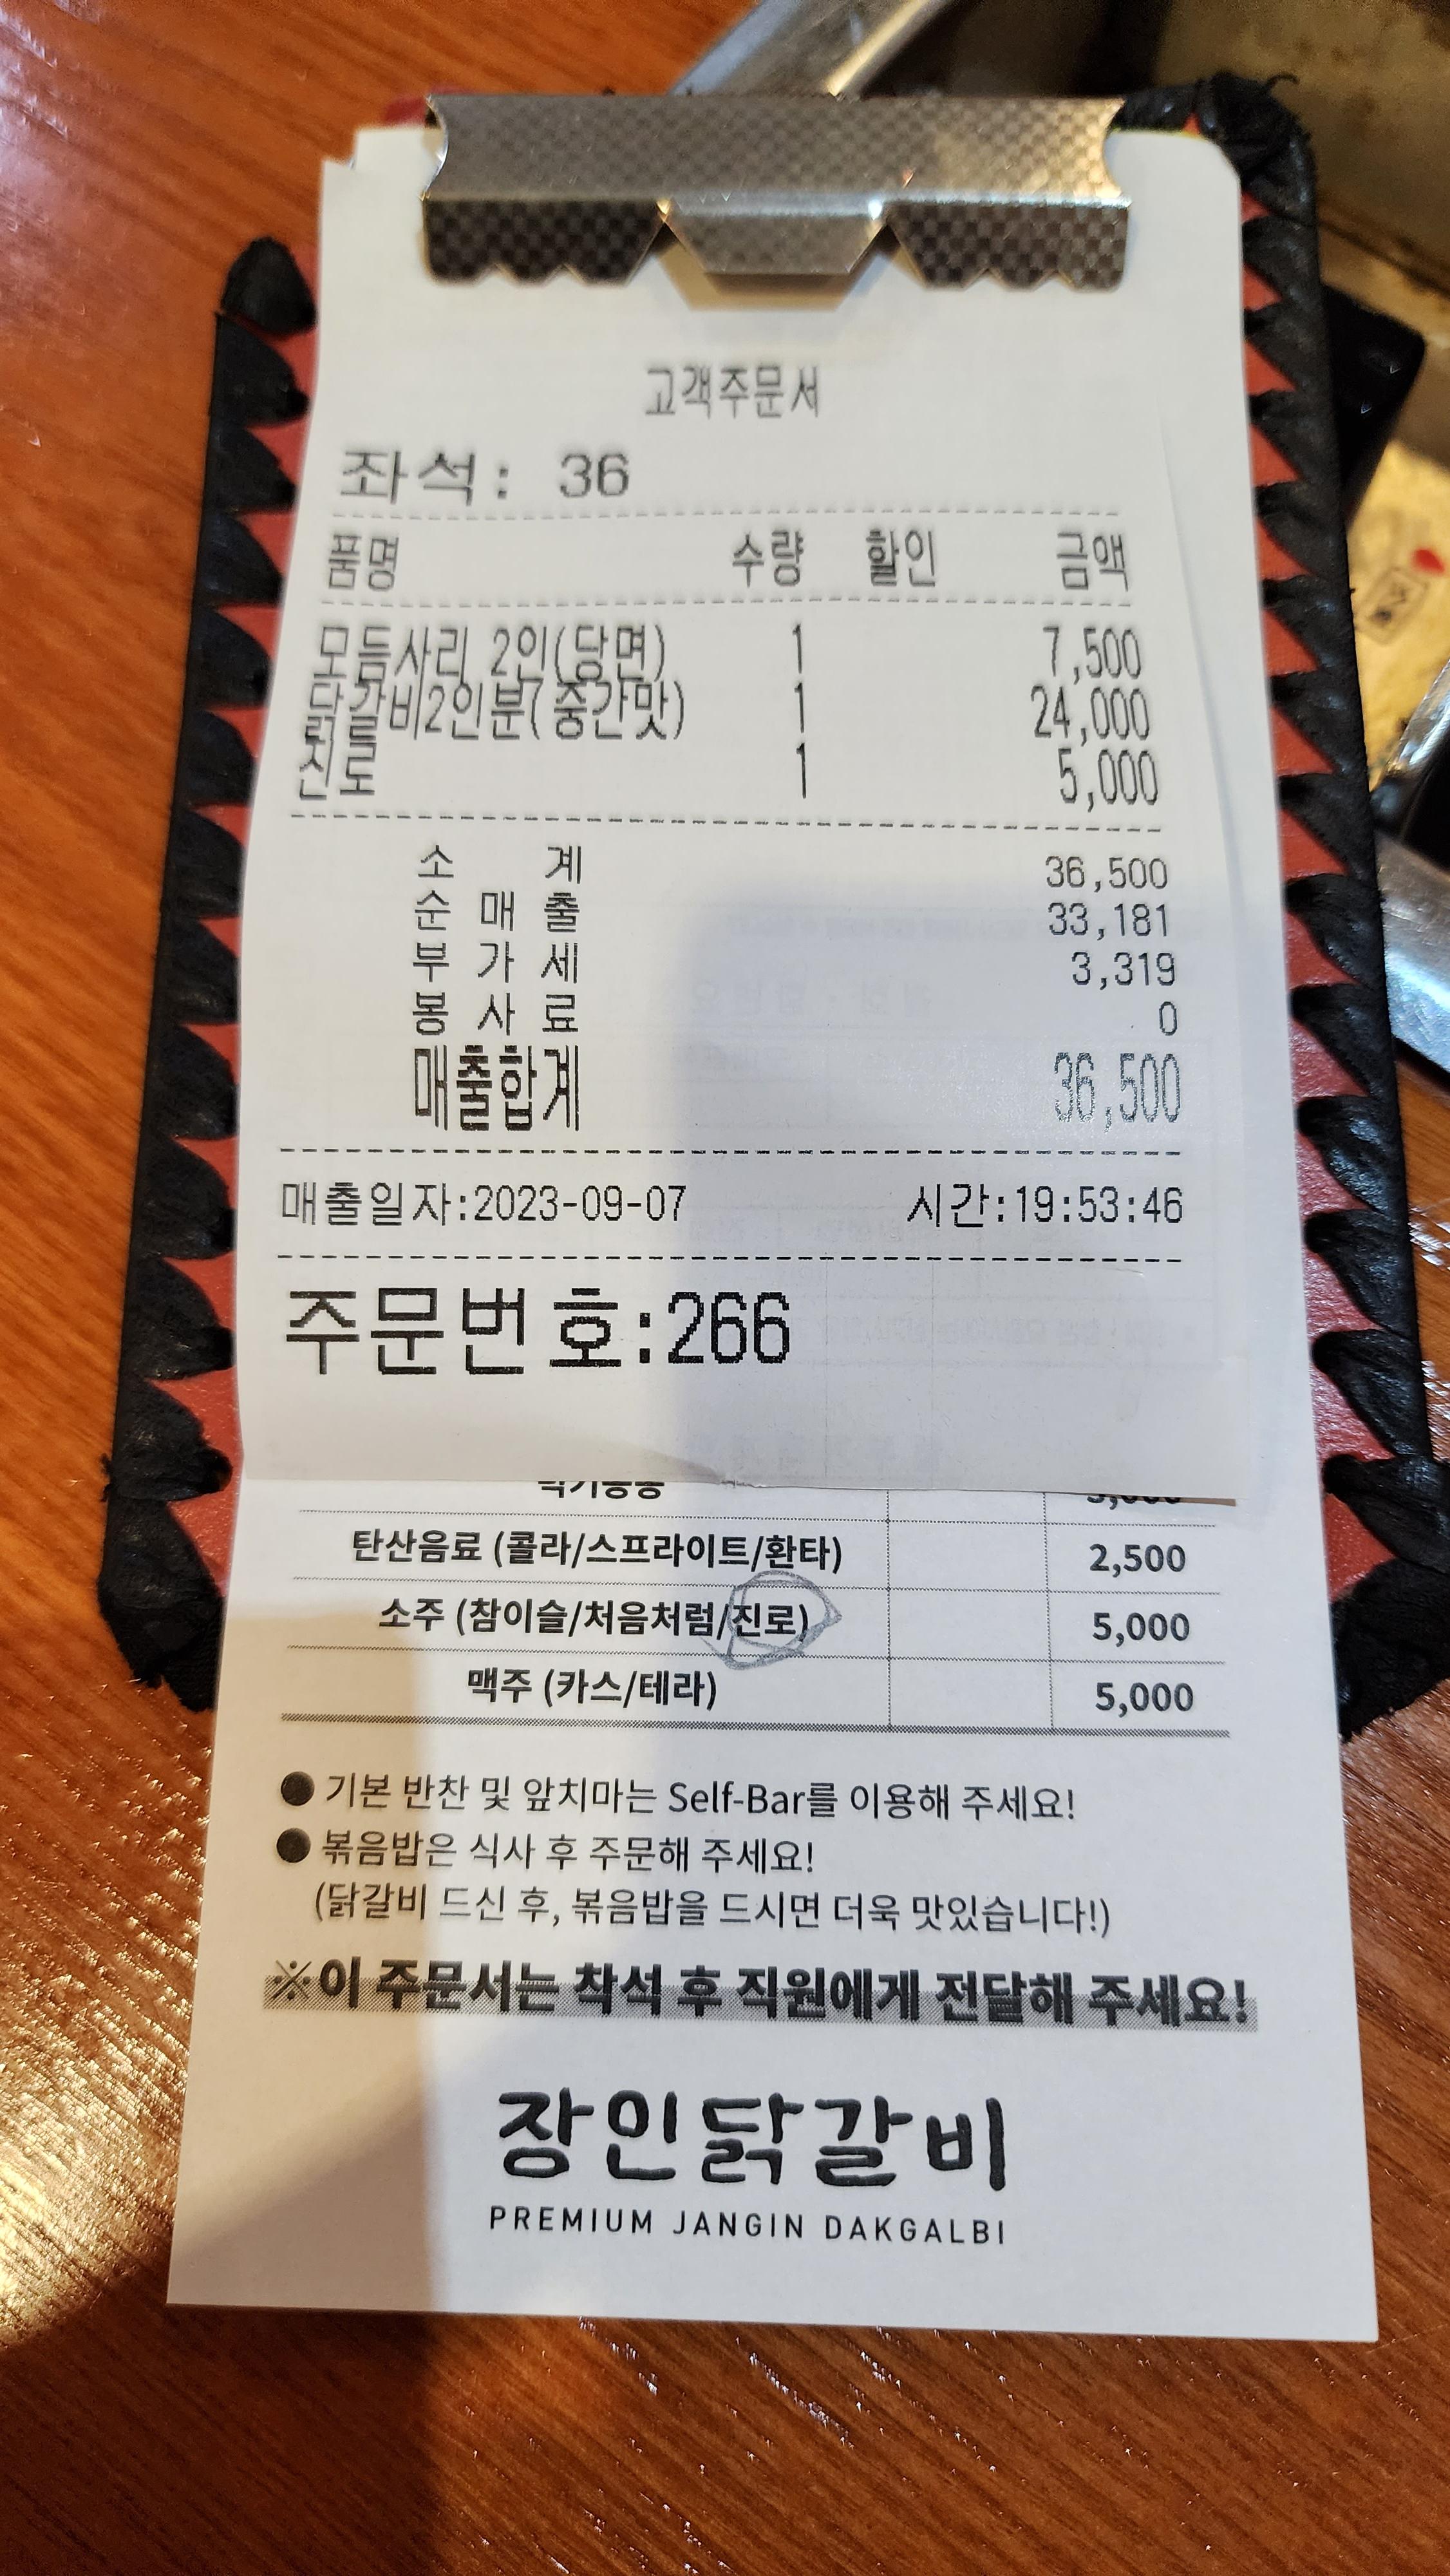 고객주문서
좌석: 36
품명 수량 할인 금액
모듬사리 2인(당면) 1 7,500
닭갈비2인분(중간맛) 1 24,000
진로 1 5,000
소 계 36,500
순 매 출 33,181
부 가 세 3,319
봉 사 료 0
매출합계 36,500
매출일자:2023-09-07 시간:19:53:46
주문번호:266
탄산음료 (콜라/스프라이트/환타) 2,500
소주 (참이슬/처음처럼/진로) 5,000
맥주 (카스/테라) 5,000
● 기본 반찬 및 앞치마는 Self-Bar를 이용해 주세요!
● 볶음밥은 식사 후 주문해 주세요!
(닭갈비 드신 후, 볶음밥을 드시면 더욱 맛있습니다!)
※이 주문서는 착석 후 직원에게 전달해 주세요!
장인닭갈비
PREMIUM JANGIN DAKGALBI